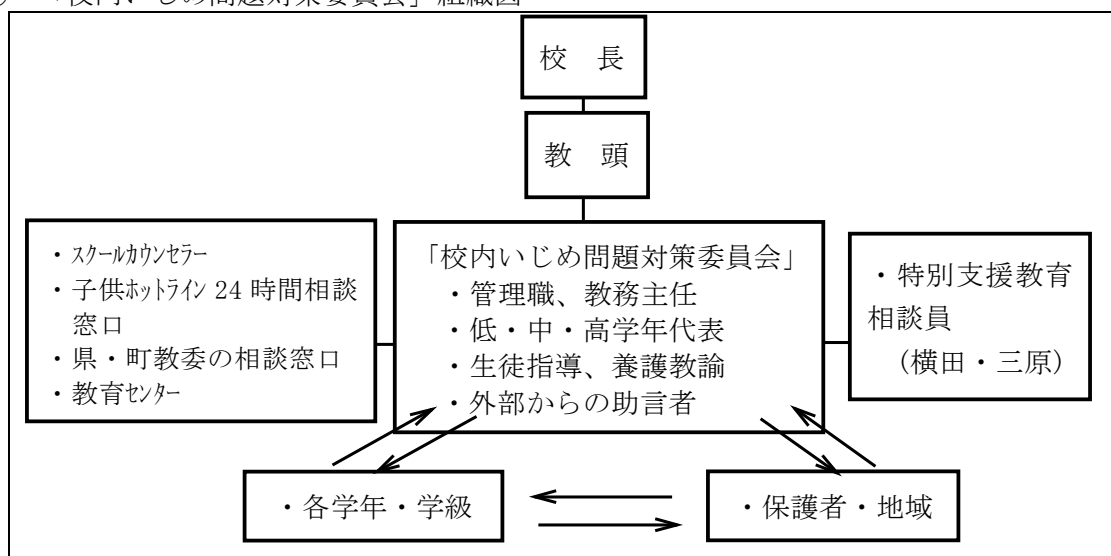 「校内いじめ問題対策委員会」組織図
校 長
教 頭
・スクールカウンセラー
・子供ホットライン 24 時間相談
窓口
・県・町教委の相談窓口
・教育センター
「校内いじめ問題対策委員会」
・管理職、教務主任
・低・中・高学年代表
・生徒指導、養護教諭
・外部からの助言者
・特別支援教育
相談員
(横田・三原)
・各学年・学級
・保護者・地域